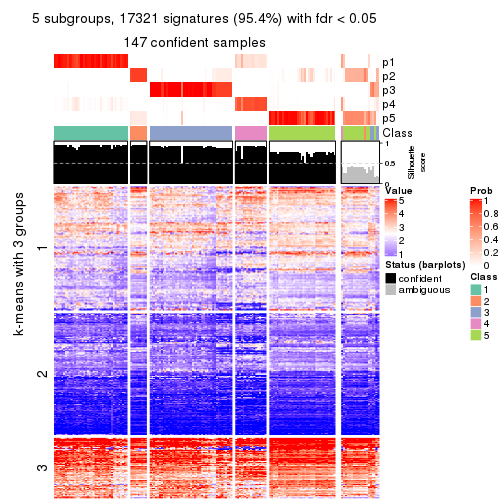 5 subgroups, 17321 signatures (95.4%) with fdr < 0.05
147 confident samples
p1
p2
p3
p4
p5
Class
1
0.5
0
Silhouette
score
k-means with 3 groups
1
2
3
Value
5
4
3
2
1
Status (barplots)
confident
ambiguous
Prob
1
0.8
0.6
0.4
0.2
0
Class
1
2
3
4
5